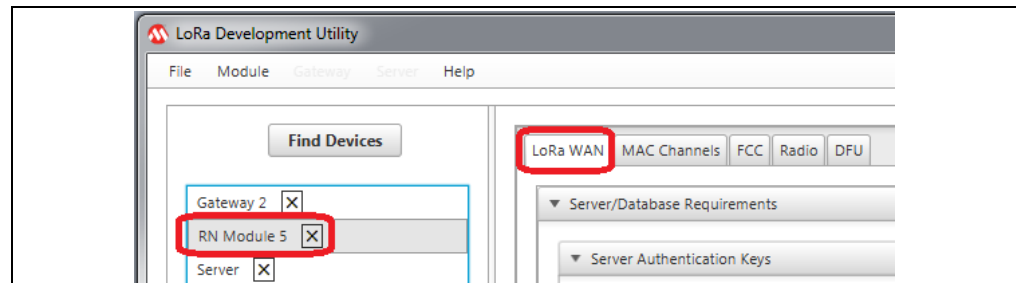 LoRa Development Utility
File Module Gateway Server Help
Find Devices
Gateway 2
RN Module 5
Server
LoRa WAN MAC Channels FCC Radio DFU
Server/Database Requirements
Server Authentication Keys